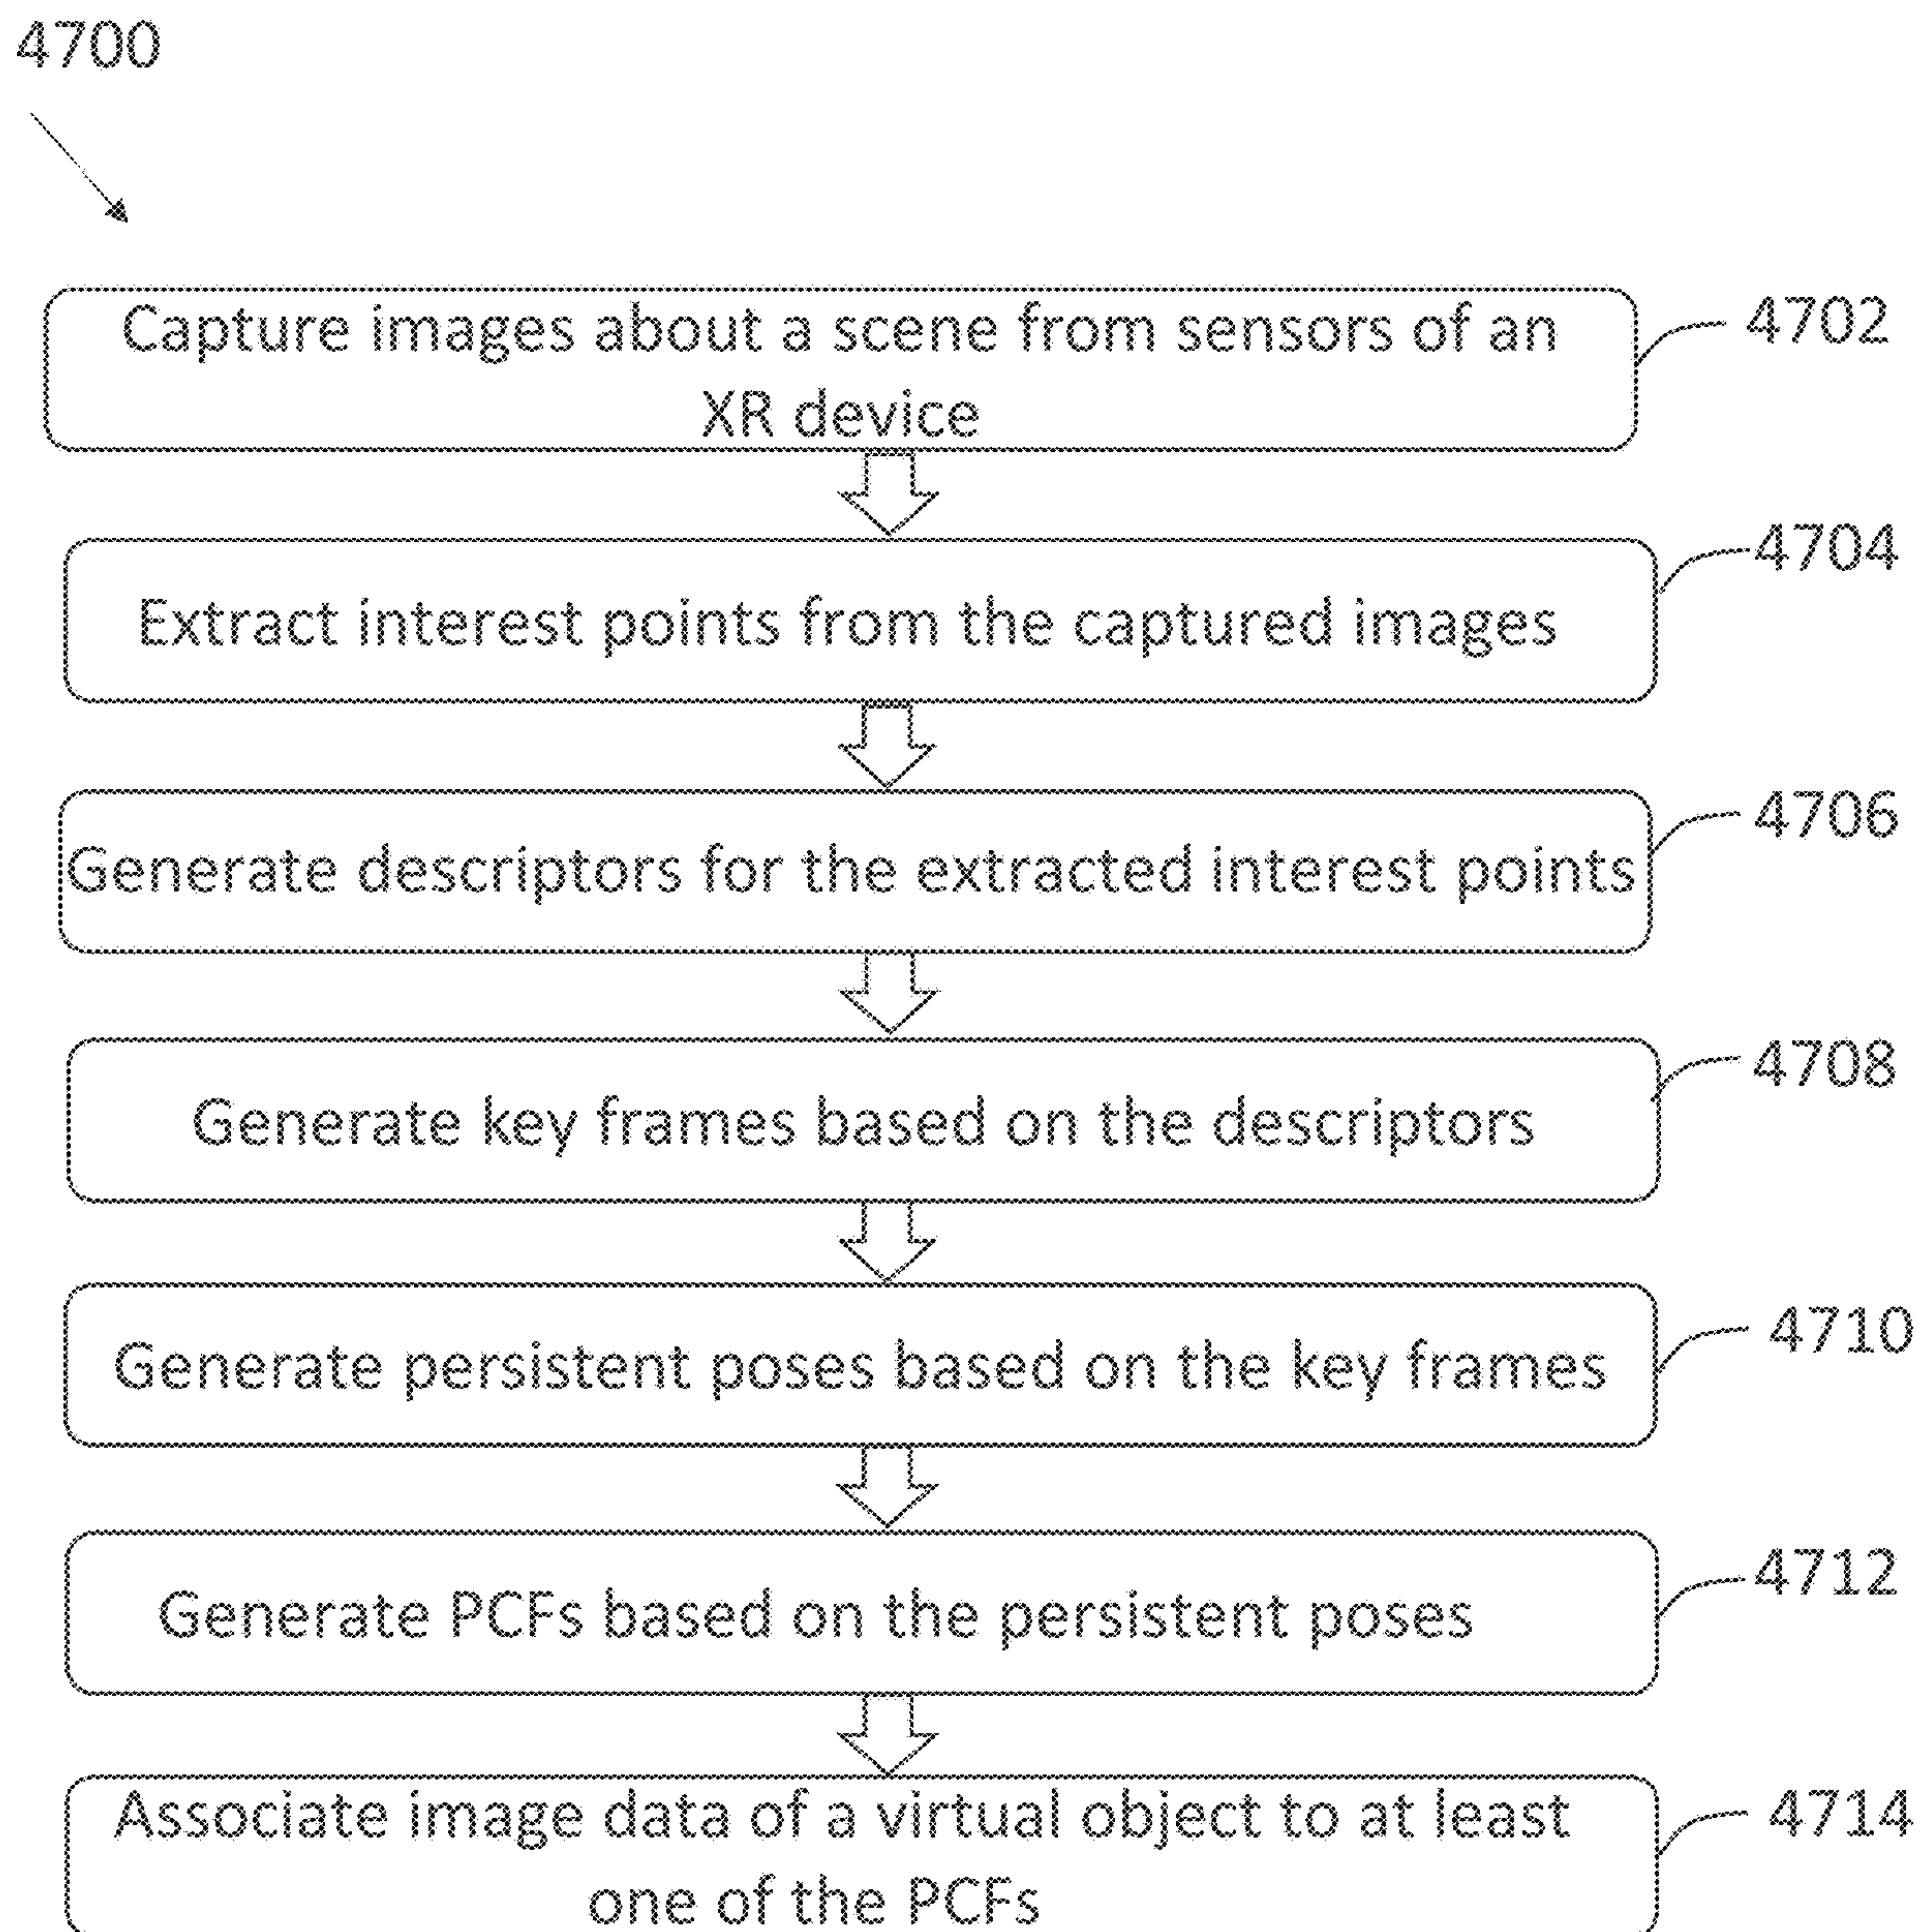 4700
Capture images about a scene from sensors of an
XR device
4702
Extract interest points from the captured images
4704
Generate descriptors for the extracted interest points
4706
Generate key frames based on the descriptors
4708
Generate persistent poses based on the key frames
4710
Generate PCFs based on the persistent poses
4712
Associate image data of a virtual object to at least
one of the PCFs
4714